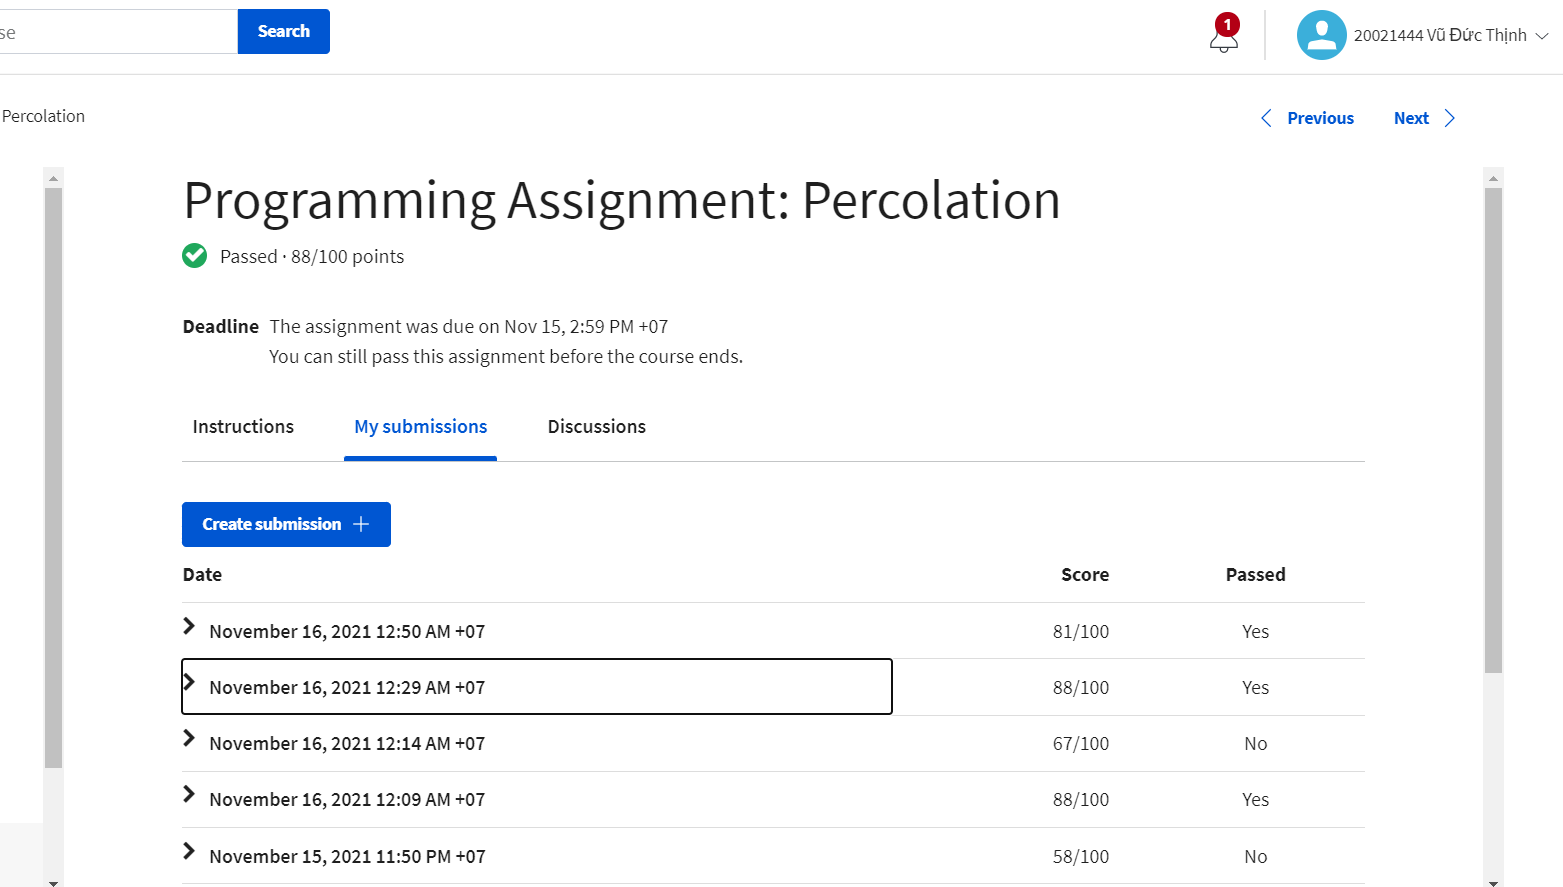 se
Search
1
20021444 Vũ Đức Thịnh
Percolation
Previous
Next
Programming Assignment: Percolation
Passed · 88/100 points
Deadline The assignment was due on Nov 15, 2:59 PM +07
You can still pass this assignment before the course ends.
Instructions
My submissions
Discussions
Create submission
Date Score Passed
November 16, 2021 12:50 AM +07 81/100 Yes
November 16, 2021 12:29 AM +07 88/100 Yes
November 16, 2021 12:14 AM +07 67/100 No
November 16, 2021 12:09 AM +07 88/100 Yes
November 15, 2021 11:50 PM +07 58/100 No